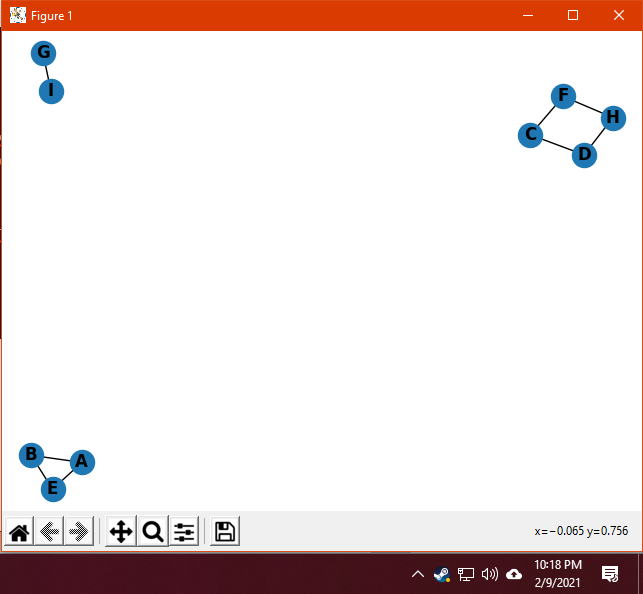 Figure 1
G
I
F
H
C
D
B
A
E
x=−0.065 y=0.756
10:18 PM
2/9/2021